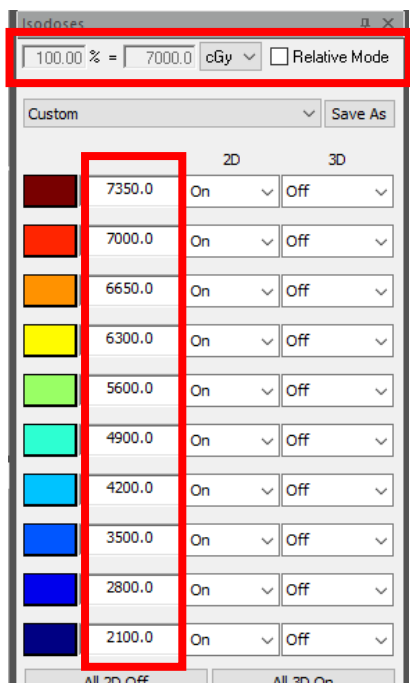 Isodoses
100.00 % = 7000.0 cGy Relative Mode
Custom Save As
2D 3D
7350.0 On Off
7000.0 On Off
6650.0 On Off
6300.0 On Off
5600.0 On Off
4900.0 On Off
4200.0 On Off
3500.0 On Off
2800.0 On Off
2100.0 On Off
All 2D Off All 3D On